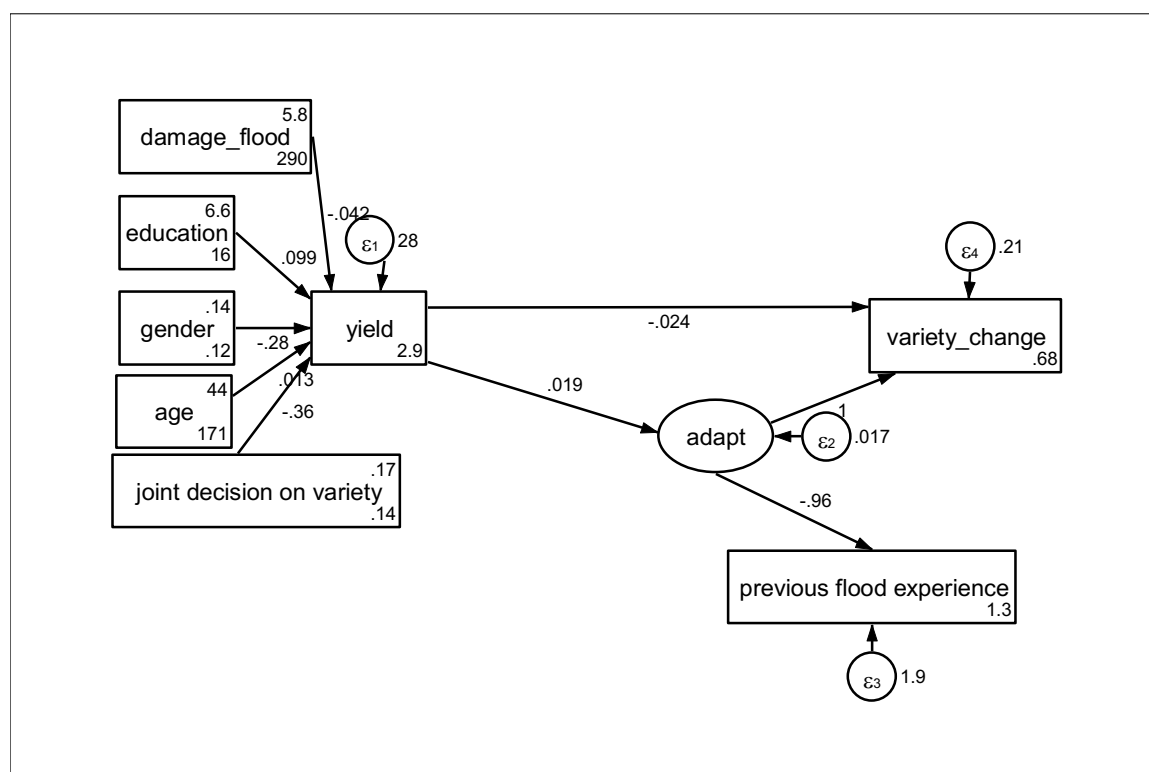 5.8
damage_flood
290
-.042
6.6
education
16
.099
ε1 28
.14
gender
.12
-.28
yield
2.9
44
age
171
.013
-.36
.17
joint decision on variety
.14
-.024
.019
ε4 .21
variety_change
.68
1
adapt
ε2 .017
-.96
previous flood experience
1.3
ε3 1.9